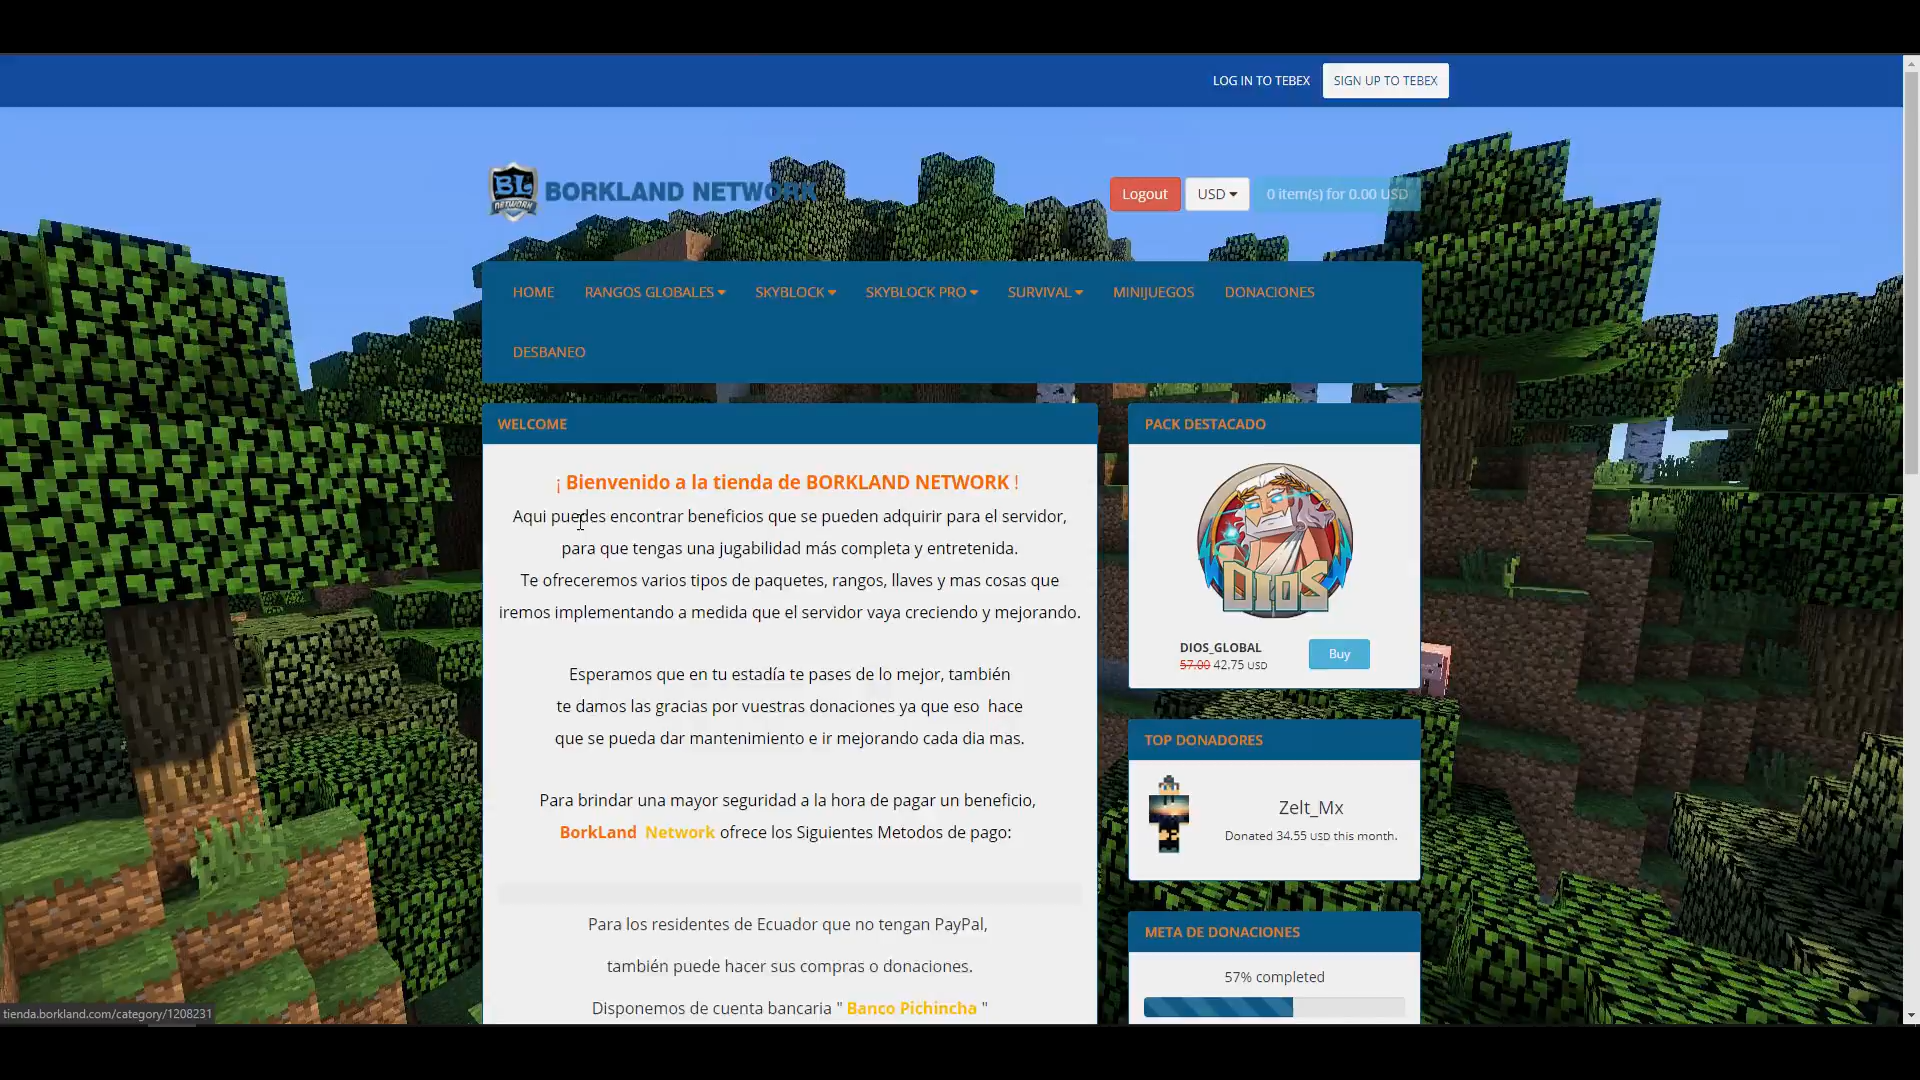 LOG IN TO TEBEX
SIGN UP TO TEBEX
BL
NETWORK
BORKLAND NETWORK
Logout
USD
0 item(s) for 0.00 USD
HOME
RANGOS GLOBALES
SKYBLOCK
SKYBLOCK PRO
SURVIVAL
MINIJUEGOS
DONACIONES
DESBANEO
WELCOME
¡ Bienvenido a la tienda de BORKLAND NETWORK !
Aqui puedes encontrar beneficios que se pueden adquirir para el servidor,
para que tengas una jugabilidad más completa y entretenida.
Te ofreceremos varios tipos de paquetes, rangos, llaves y mas cosas que
iremos implementando a medida que el servidor vaya creciendo y mejorando.
Esperamos que en tu estadía te pases de lo mejor, también
te damos las gracias por vuestras donaciones ya que eso hace
que se pueda dar mantenimiento e ir mejorando cada dia mas.
Para brindar una mayor seguridad a la hora de pagar un beneficio,
BorkLand Network ofrece los Siguientes Metodos de pago:
Para los residentes de Ecuador que no tengan PayPal,
también puede hacer sus compras o donaciones.
Disponemos de cuenta bancaria " Banco Pichincha "
PACK DESTACADO
DIOS
DIOS_GLOBAL
57.00 42.75 USD
Buy
TOP DONADORES
Zelt_Mx
Donated 34.55 USD this month.
META DE DONACIONES
57% completed
tienda.borkland.com/category/1208231